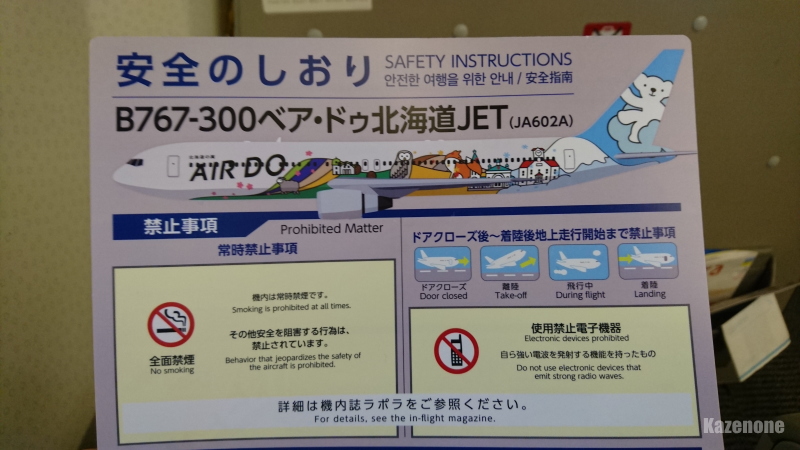 安全のしおり SAFETY INSTRUCTIONS
안전한 여행을 위한 안내 / 安全指南
B767-300ベア・ドゥ北海道JET(JA602A)
北海道の翼
AIR DO
禁止事項 Prohibited Matter
常時禁止事項
機内は常時禁煙です。
Smoking is prohibited at all times.
その他安全を阻害する行為は、
禁止されています。
Behavior that jeopardizes the safety of
the aircraft is prohibited.
全面禁煙
No smoking
ドアクローズ後〜着陸後地上走行開始まで禁止事項
ドアクローズ 離陸 飛行中 着陸
Door closed Take-off During flight Landing
使用禁止電子機器
Electronic devices prohibited
自ら強い電波を発射する機能を持ったもの
Do not use electronic devices that
emit strong radio waves.
詳細は機内誌ラポラをご参照ください。
For details, see the in-flight magazine.
Kazenone